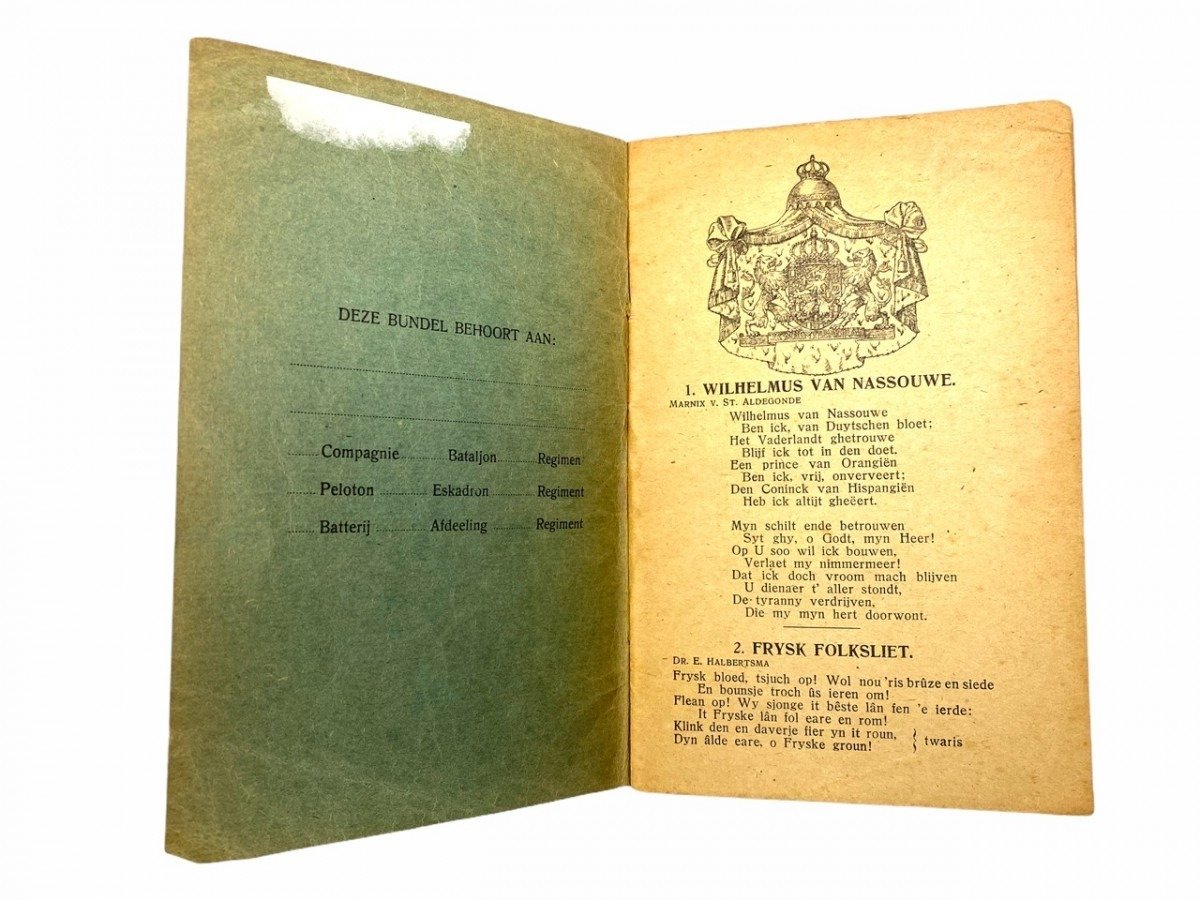 DEZE BUNDEL BEHOORT AAN:
Compagnie Bataljon Regimen
Peloton Eskadron Regiment
Batterij Afdeeling Regiment
1. WILHELMUS VAN NASSOUWE.
MARNIX V. ST. ALDEGONDE
Wilhelmus van Nassouwe
Ben ick, van Duytschen bloet;
Het Vaderlandt ghetrouwe
Blijf ick tot in den doet.
Een prince van Orangiën
Ben ick, vrij, onverveert;
Den Coninck van Hispangiën
Heb ick altijt gheëert.
Myn schilt ende betrouwen
Syt ghy, o Godt, myn Heer!
Op U soo wil ick bouwen,
Verlaet my nimmermeer!
Dat ick doch vroom mach blijven
U dienaer t' aller stondt,
De tyranny verdrijven,
Die my myn hert doorwont.
2. FRYSK FOLKSLIET.
DR. E. HALBERTSMA
Frysk bloed, tsjuch op! Wol nou 'ris brûze en siede
En bounsje troch ûs ieren om!
Flean op! Wy sjonge it bêste lân fen 'e ierde:
It Fryske lân fol eare en rom!
Klink den en daverje fier yn it roun,
Dyn âlde eare, o Fryske groun! } twaris